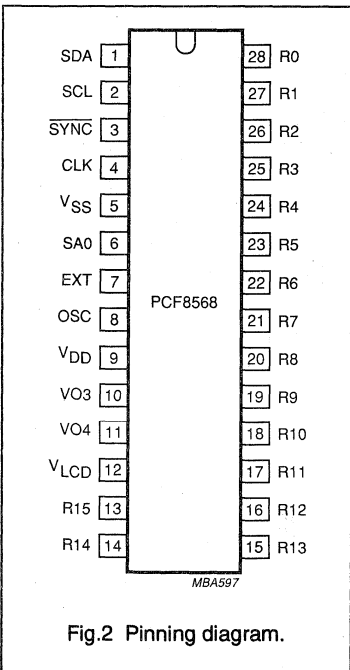 SDA 1 28 R0
SCL 2 27 R1
SYNC 3 26 R2
CLK 4 25 R3
VSS 5 24 R4
SA0 6 23 R5
EXT 7 22 R6
PCF8568
OSC 8 21 R7
VDD 9 20 R8
VO3 10 19 R9
VO4 11 18 R10
VLCD 12 17 R11
R15 13 16 R12
R14 14 15 R13
MBA597
Fig.2 Pinning diagram.